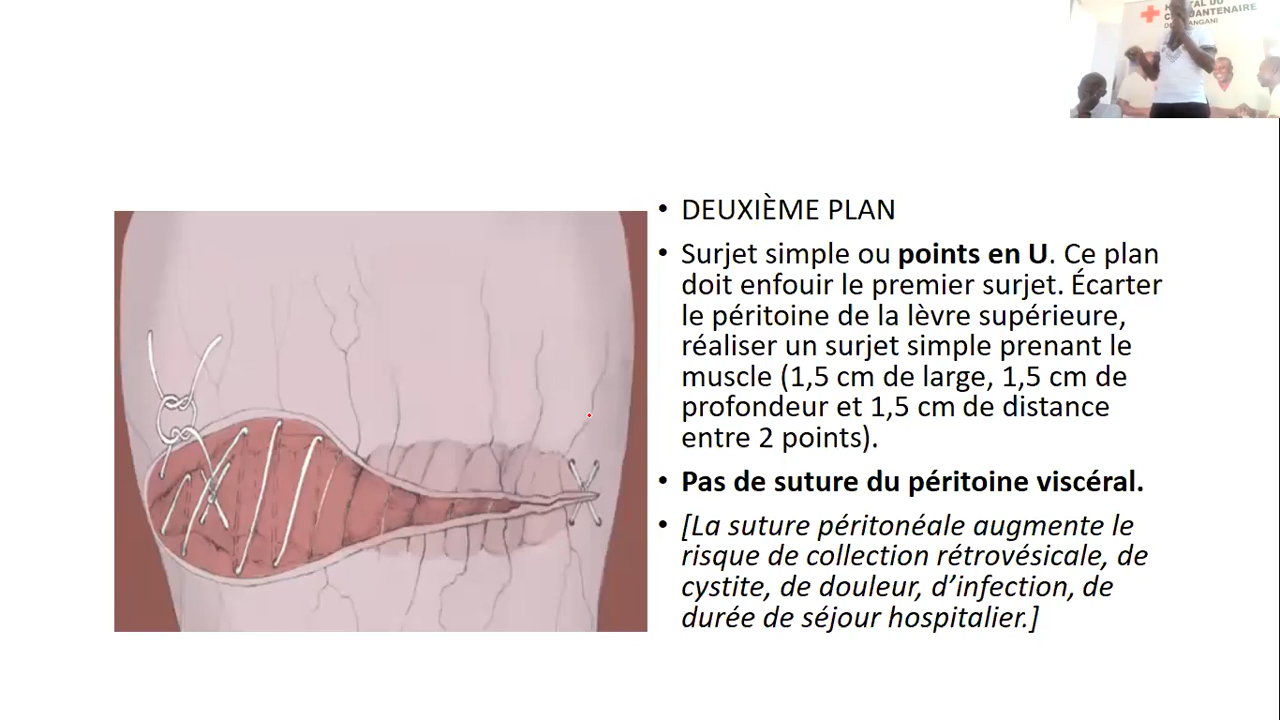 DEUXIÈME PLAN
Surjet simple ou points en U. Ce plan
doit enfouir le premier surjet. Écarter
le péritoine de la lèvre supérieure,
réaliser un surjet simple prenant le
muscle (1,5 cm de large, 1,5 cm de
profondeur et 1,5 cm de distance
entre 2 points).
Pas de suture du péritoine viscéral.
[La suture péritonéale augmente le
risque de collection rétrovésicale, de
cystite, de douleur, d’infection, de
durée de séjour hospitalier.]